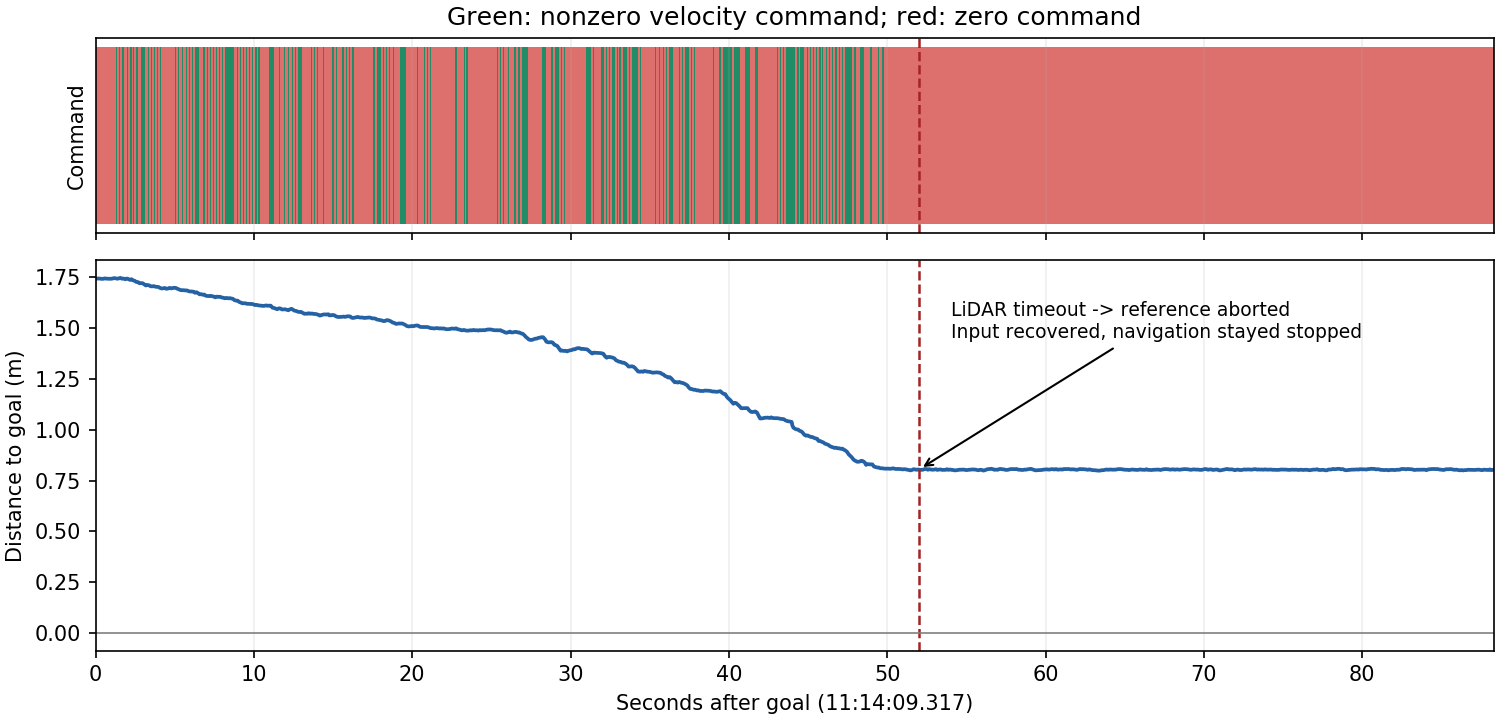 Green: nonzero velocity command; red: zero command
Command
1.75
1.50
1.25
1.00
0.75
0.50
0.25
0.00
Distance to goal (m)
LiDAR timeout -> reference aborted
Input recovered, navigation stayed stopped
0 10 20 30 40 50 60 70 80
Seconds after goal (11:14:09.317)